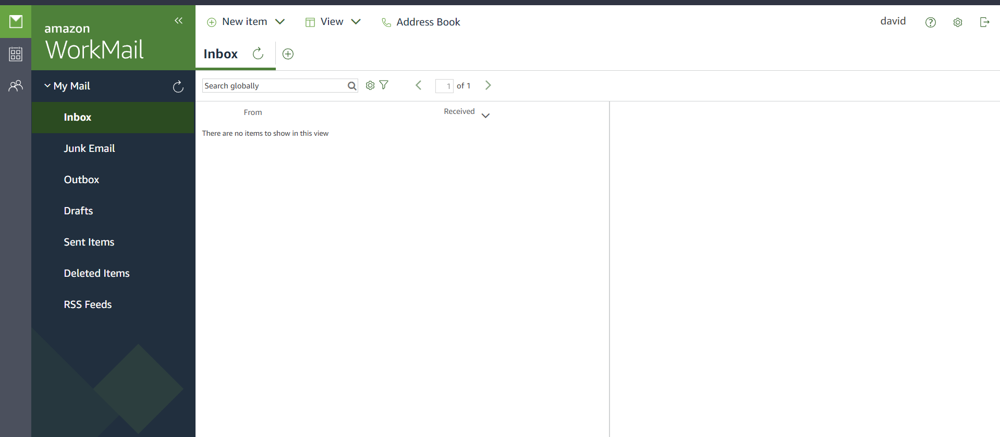 amazon
WorkMail
New item
View
Address Book
david
Inbox
My Mail
Search globally
1 of 1
Inbox
From
Received
There are no items to show in this view
Junk Email
Outbox
Drafts
Sent Items
Deleted Items
RSS Feeds